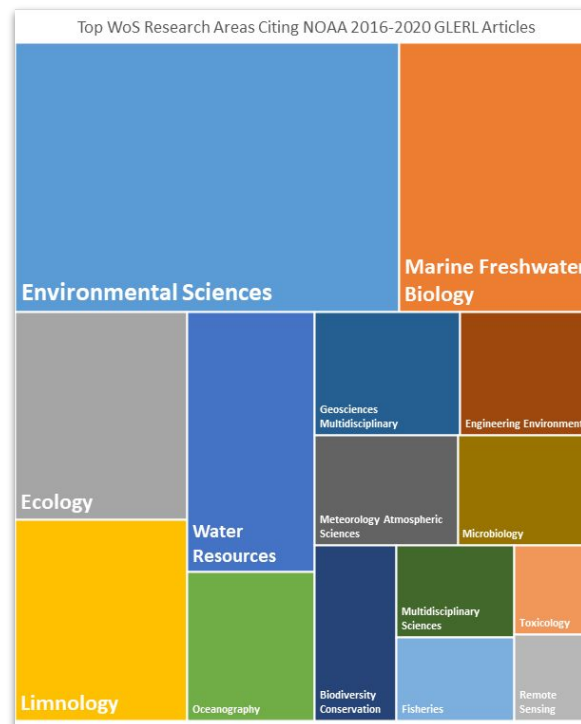 Top WoS Research Areas Citing NOAA 2016-2020 GLERL Articles
Environmental Sciences
Marine Freshwater
Biology
Ecology
Water
Resources
Geosciences
Multidisciplinary
Engineering Environment
Meteorology Atmospheric
Sciences
Microbiology
Limnology
Oceanography
Biodiversity
Conservation
Multidisciplinary
Sciences
Toxicology
Fisheries
Remote
Sensing